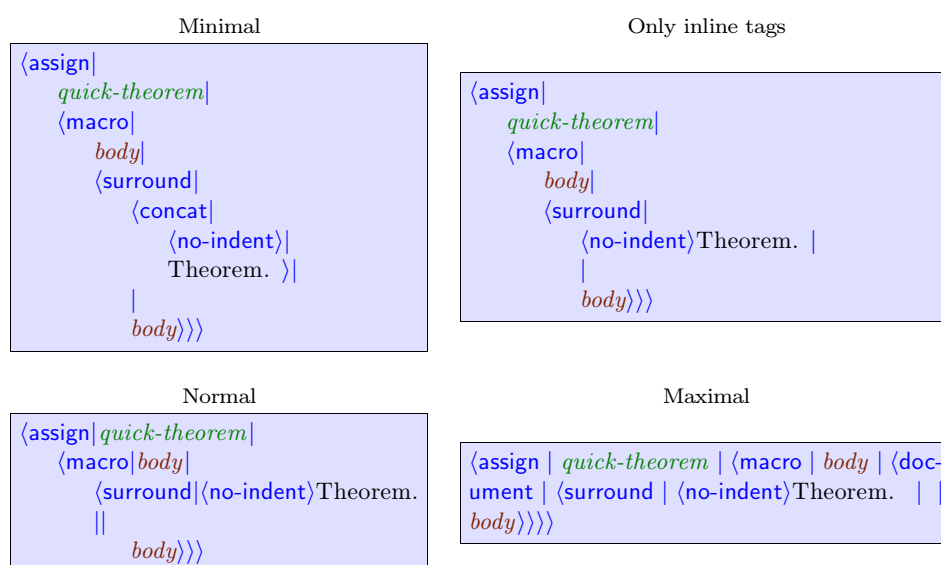 Minimal
⟨assign|
quick-theorem|
⟨macro|
body|
⟨surround|
⟨concat|
⟨no-indent⟩|
Theorem. ⟩|
|
body⟩⟩⟩
Only inline tags
⟨assign|
quick-theorem|
⟨macro|
body|
⟨surround|
⟨no-indent⟩Theorem. |
|
body⟩⟩⟩
Normal
⟨assign|quick-theorem|
⟨macro|body|
⟨surround|⟨no-indent⟩Theorem.
||
body⟩⟩⟩
Maximal
⟨assign | quick-theorem | ⟨macro | body | ⟨doc-
ument | ⟨surround | ⟨no-indent⟩Theorem. | |
body⟩⟩⟩⟩